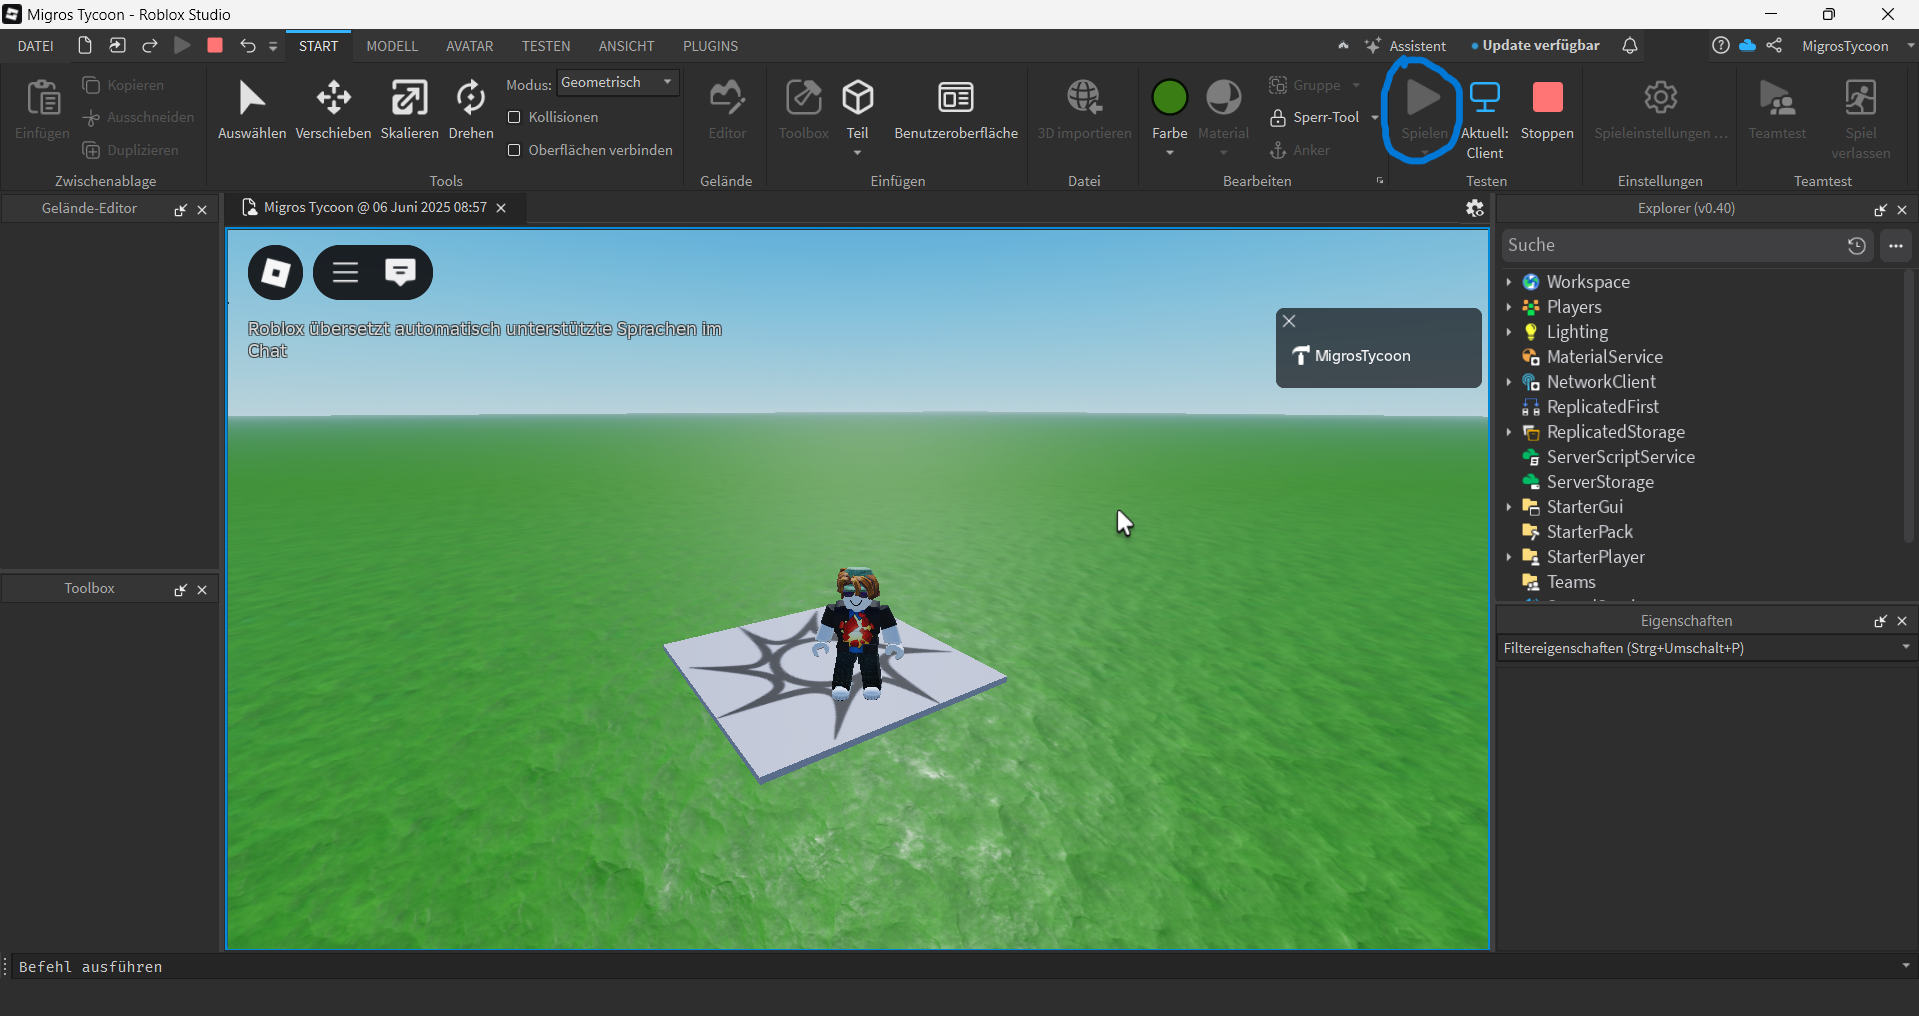 Migros Tycoon - Roblox Studio
DATEI START MODELL AVATAR TESTEN ANSICHT PLUGINS Assistent Update verfügbar MigrosTycoon
Einfügen
Kopieren
Ausschneiden
Duplizieren
Zwischenablage
Auswählen Verschieben Skalieren Drehen
Modus: Geometrisch
Kollisionen
Oberflächen verbinden
Tools
Editor
Gelände
Toolbox Teil Benutzeroberfläche
Einfügen
3D importieren
Datei
Farbe Material
Gruppe
Sperr-Tool
Anker
Bearbeiten
Spielen
Aktuell:
Client
Stoppen
Testen
Spieleinstellungen ...
Einstellungen
Teamtest
Spiel
verlassen
Teamtest
Gelände-Editor
Toolbox
Migros Tycoon @ 06 Juni 2025 08:57
Roblox übersetzt automatisch unterstützte Sprachen im
Chat
MigrosTycoon
Explorer (v0.40)
Suche
Workspace
Players
Lighting
MaterialService
NetworkClient
ReplicatedFirst
ReplicatedStorage
ServerScriptService
ServerStorage
StarterGui
StarterPack
StarterPlayer
Teams
Eigenschaften
Filtereigenschaften (Strg+Umschalt+P)
Befehl ausführen